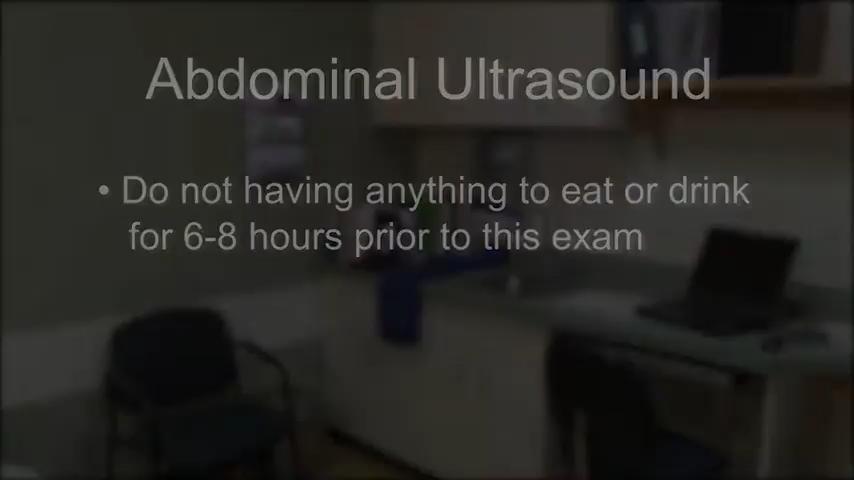 Abdominal Ultrasound
• Do not having anything to eat or drink
for 6-8 hours prior to this exam